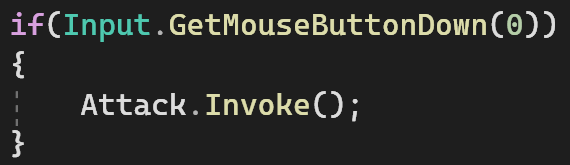 if(Input.GetMouseButtonDown(0))
{
    Attack.Invoke();
}